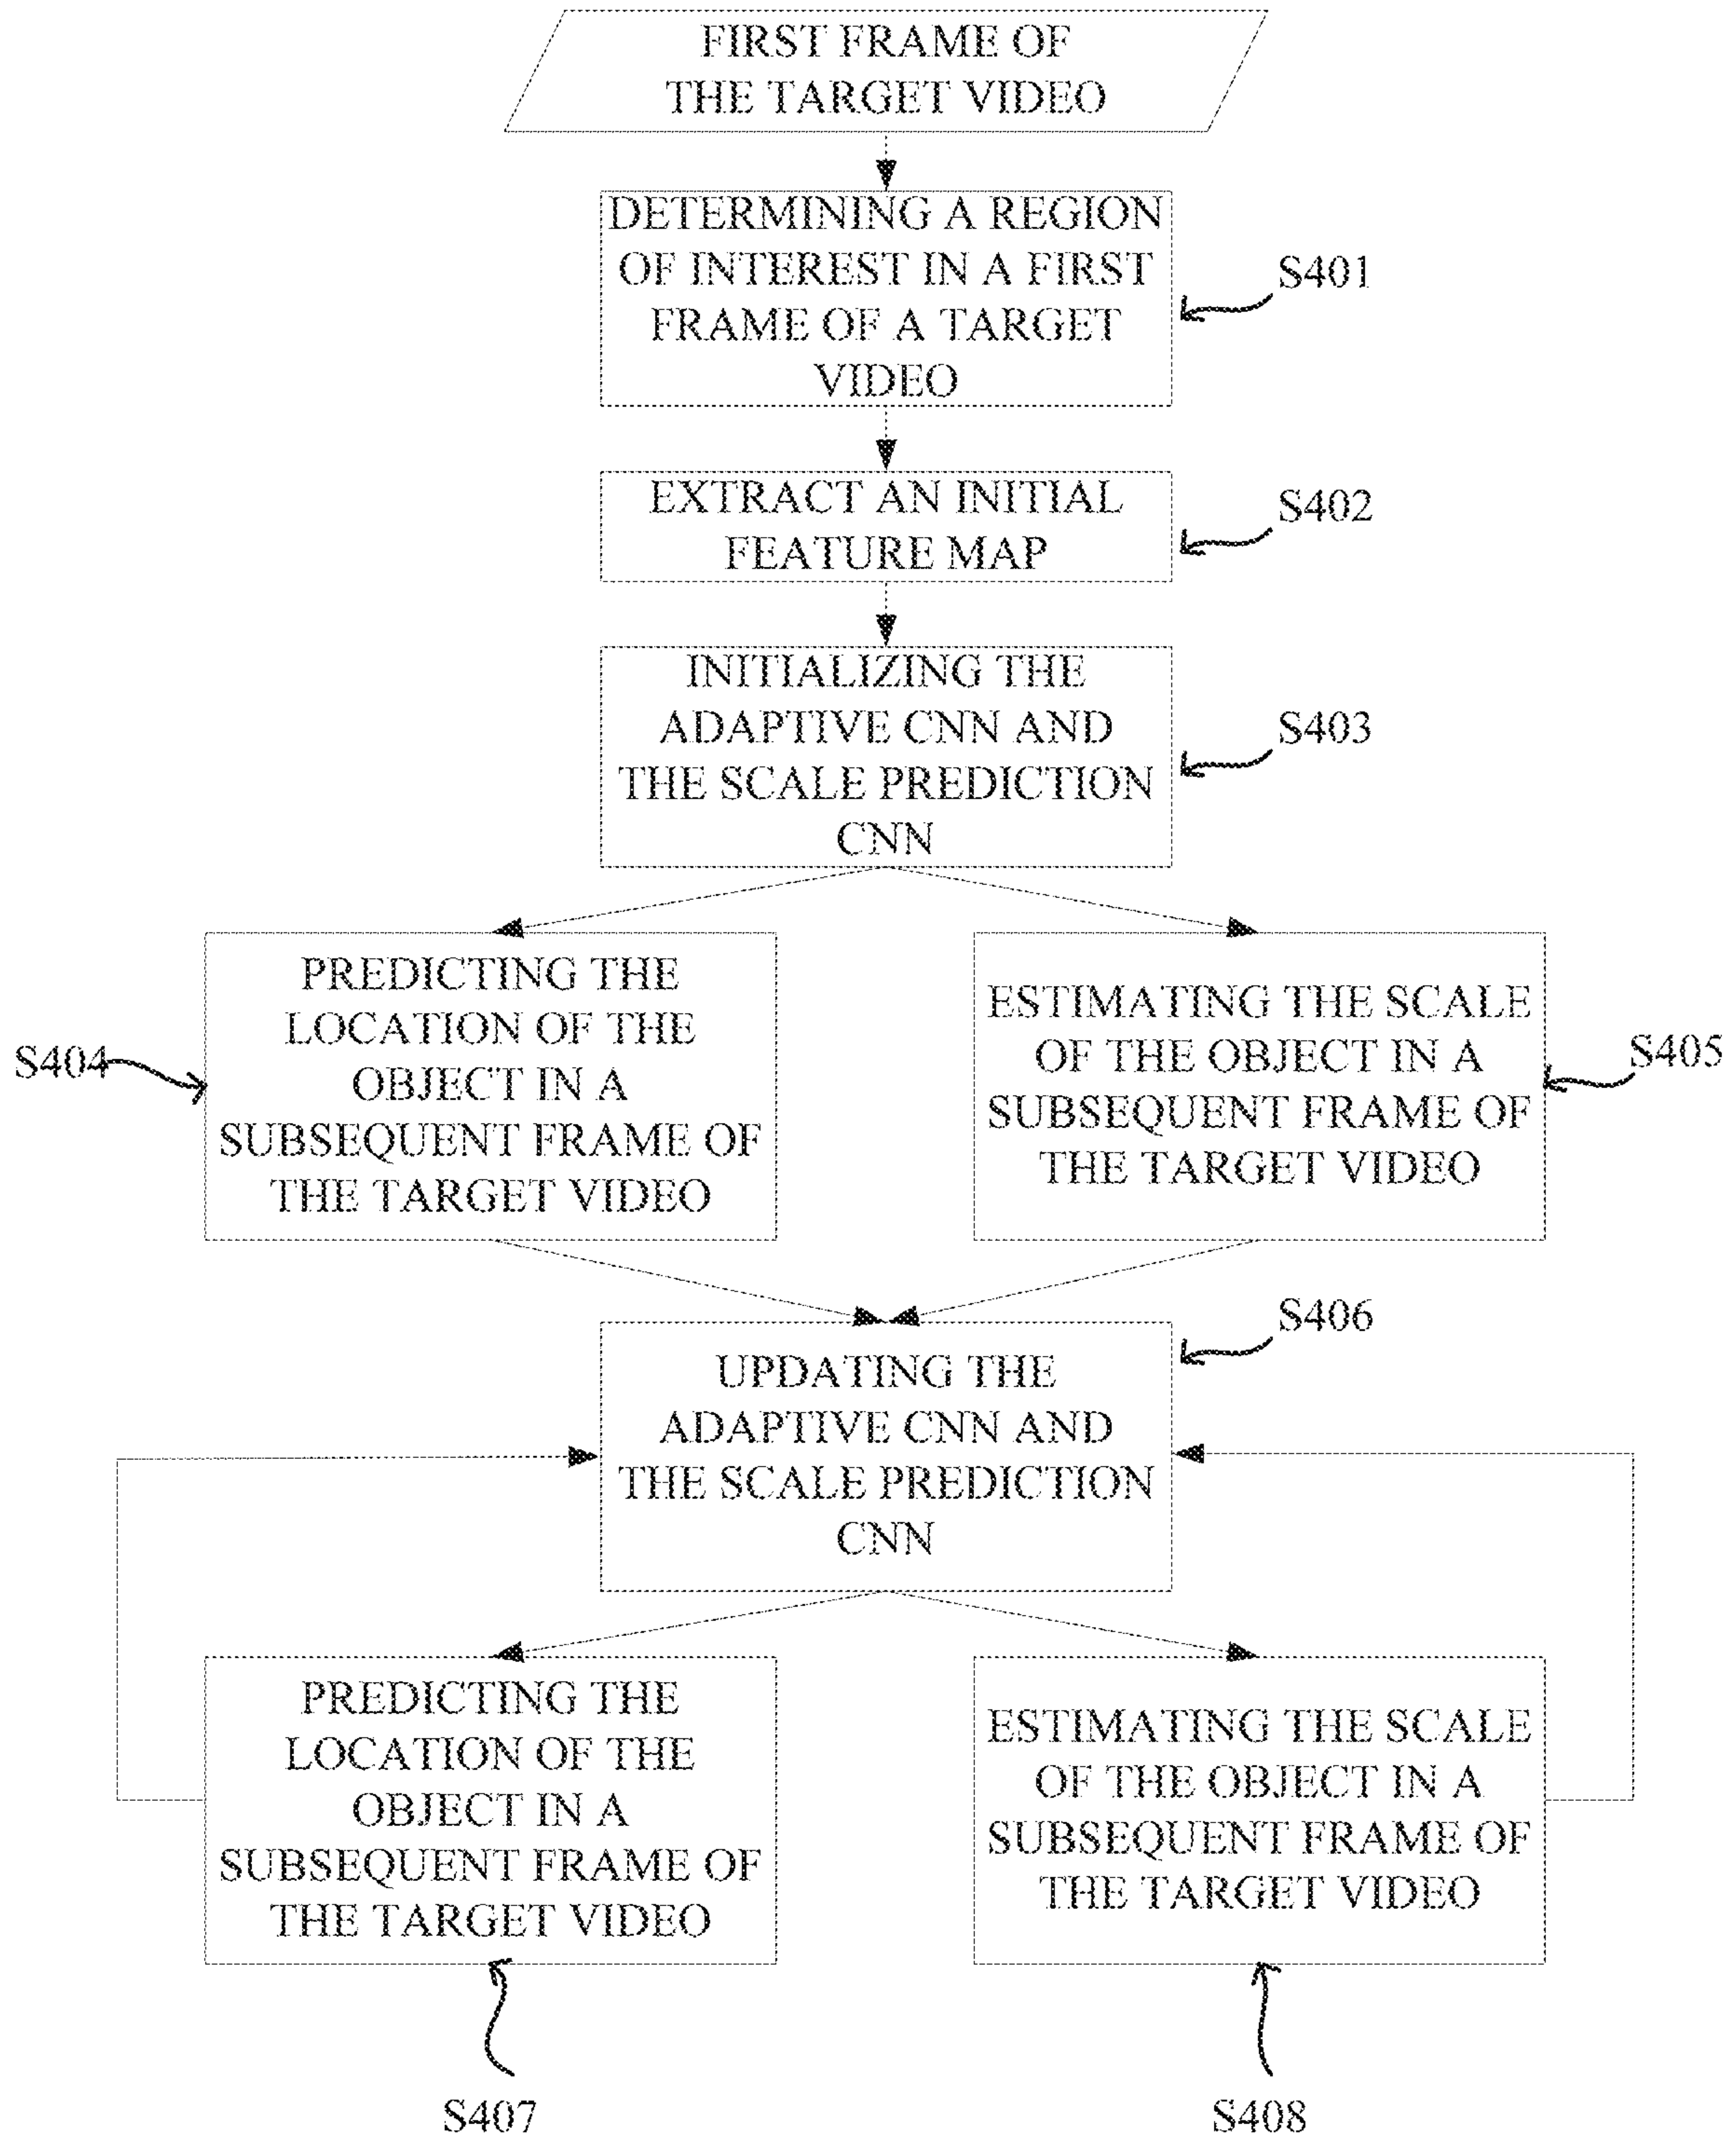 FIRST FRAME OF
THE TARGET VIDEO
DETERMINING A REGION
OF INTEREST IN A FIRST
FRAME OF A TARGET
VIDEO
S401
EXTRACT AN INITIAL
FEATURE MAP
S402
INITIALIZING THE
ADAPTIVE CNN AND
THE SCALE PREDICTION
CNN
S403
PREDICTING THE
LOCATION OF THE
OBJECT IN A
SUBSEQUENT FRAME OF
THE TARGET VIDEO
S404
ESTIMATING THE SCALE
OF THE OBJECT IN A
SUBSEQUENT FRAME OF
THE TARGET VIDEO
S405
UPDATING THE
ADAPTIVE CNN AND
THE SCALE PREDICTION
CNN
S406
PREDICTING THE
LOCATION OF THE
OBJECT IN A
SUBSEQUENT FRAME OF
THE TARGET VIDEO
S407
ESTIMATING THE SCALE
OF THE OBJECT IN A
SUBSEQUENT FRAME OF
THE TARGET VIDEO
S408